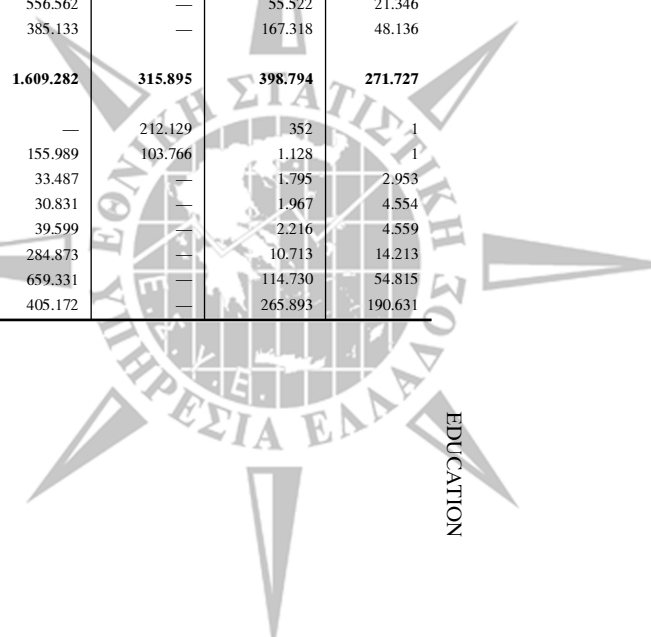 556.562 — 55.522 21.346
385.133 — 167.318 48.136
1.609.282 315.895 398.794 271.727
— 212.129 352 1
155.989 103.766 1.128 1
33.487 — 1.795 2.953
30.831 — 1.967 4.554
39.599 — 2.216 4.559
284.873 — 10.713 14.213
659.331 — 114.730 54.815
405.172 — 265.893 190.631
EDUCATION
ΕΘΝΙΚΗ ΣΤΑΤΙΣΤΙΚΗ
ΥΠΗΡΕΣΙΑ ΕΛΛΑΔΟΣ
Ε.Σ.Υ.Ε.